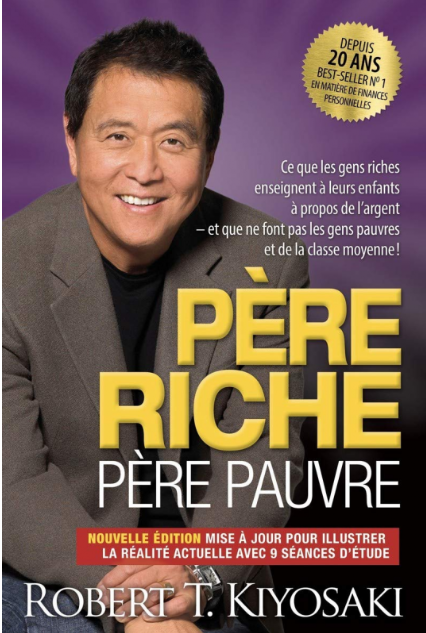 DEPUIS
20 ANS
BEST-SELLER Nº 1
EN MATIÈRE DE FINANCES
PERSONNELLES
Ce que les gens riches
enseignent à leurs enfants
à propos de l'argent
– et que ne font pas les gens pauvres
et de la classe moyenne !
PÈRE
RICHE
PÈRE PAUVRE
NOUVELLE ÉDITION MISE À JOUR POUR ILLUSTRER
LA RÉALITÉ ACTUELLE AVEC 9 SÉANCES D'ÉTUDE
ROBERT T. KIYOSAKI